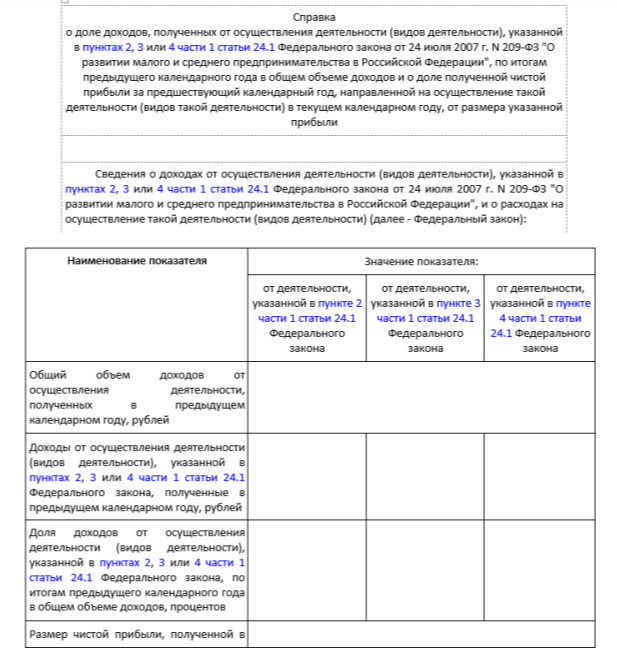 Справка
о доле доходов, полученных от осуществления деятельности (видов деятельности), указанной
в пунктах 2, 3 или 4 части 1 статьи 24.1 Федерального закона от 24 июля 2007 г. N 209-ФЗ "О
развитии малого и среднего предпринимательства в Российской Федерации", по итогам
предыдущего календарного года в общем объеме доходов и о доле полученной чистой
прибыли за предшествующий календарный год, направленной на осуществление такой
деятельности (видов такой деятельности) в текущем календарном году, от размера указанной
прибыли
Сведения о доходах от осуществления деятельности (видов деятельности), указанной в
пунктах 2, 3 или 4 части 1 статьи 24.1 Федерального закона от 24 июля 2007 г. N 209-ФЗ "О
развитии малого и среднего предпринимательства в Российской Федерации", и о расходах на
осуществление такой деятельности (видов деятельности) (далее - Федеральный закон):
Наименование показателя
Значение показателя:
от деятельности,
указанной в пункте 2
части 1 статьи 24.1
Федерального
закона
от деятельности,
указанной в пункте 3
части 1 статьи 24.1
Федерального
закона
от деятельности,
указанной в пункте
4 части 1 статьи
24.1 Федерального
закона
Общий объем доходов от
осуществления деятельности,
полученных в предыдущем
календарном году, рублей
Доходы от осуществления деятельности
(видов деятельности), указанной в
пунктах 2, 3 или 4 части 1 статьи 24.1
Федерального закона, полученные в
предыдущем календарном году, рублей
Доля доходов от осуществления
деятельности (видов деятельности),
указанной в пунктах 2, 3 или 4 части 1
статьи 24.1 Федерального закона, по
итогам предыдущего календарного года
в общем объеме доходов, процентов
Размер чистой прибыли, полученной в